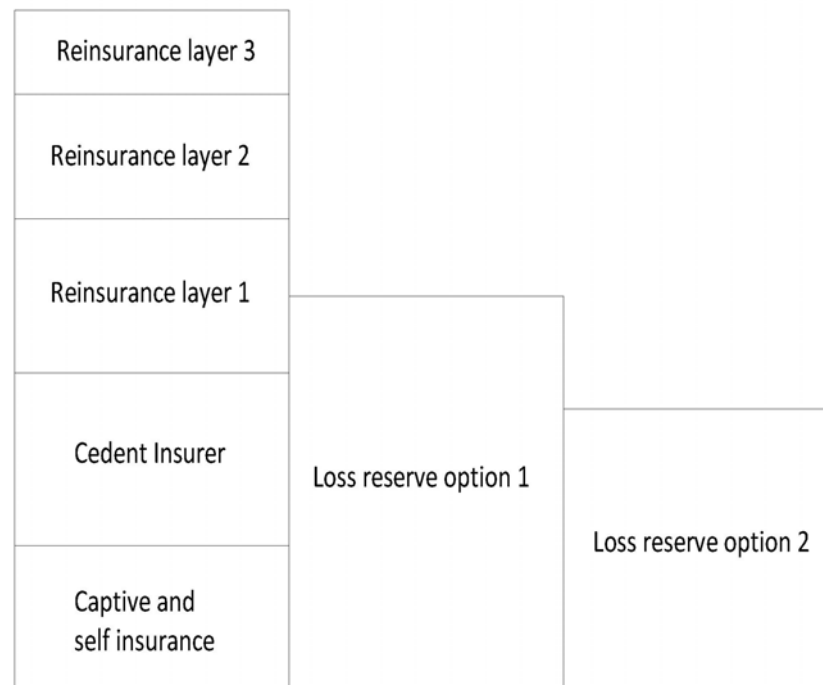 Reinsurance layer 3
Reinsurance layer 2
Reinsurance layer 1
Cedent Insurer
Loss reserve option 1
Loss reserve option 2
Captive and
self insurance